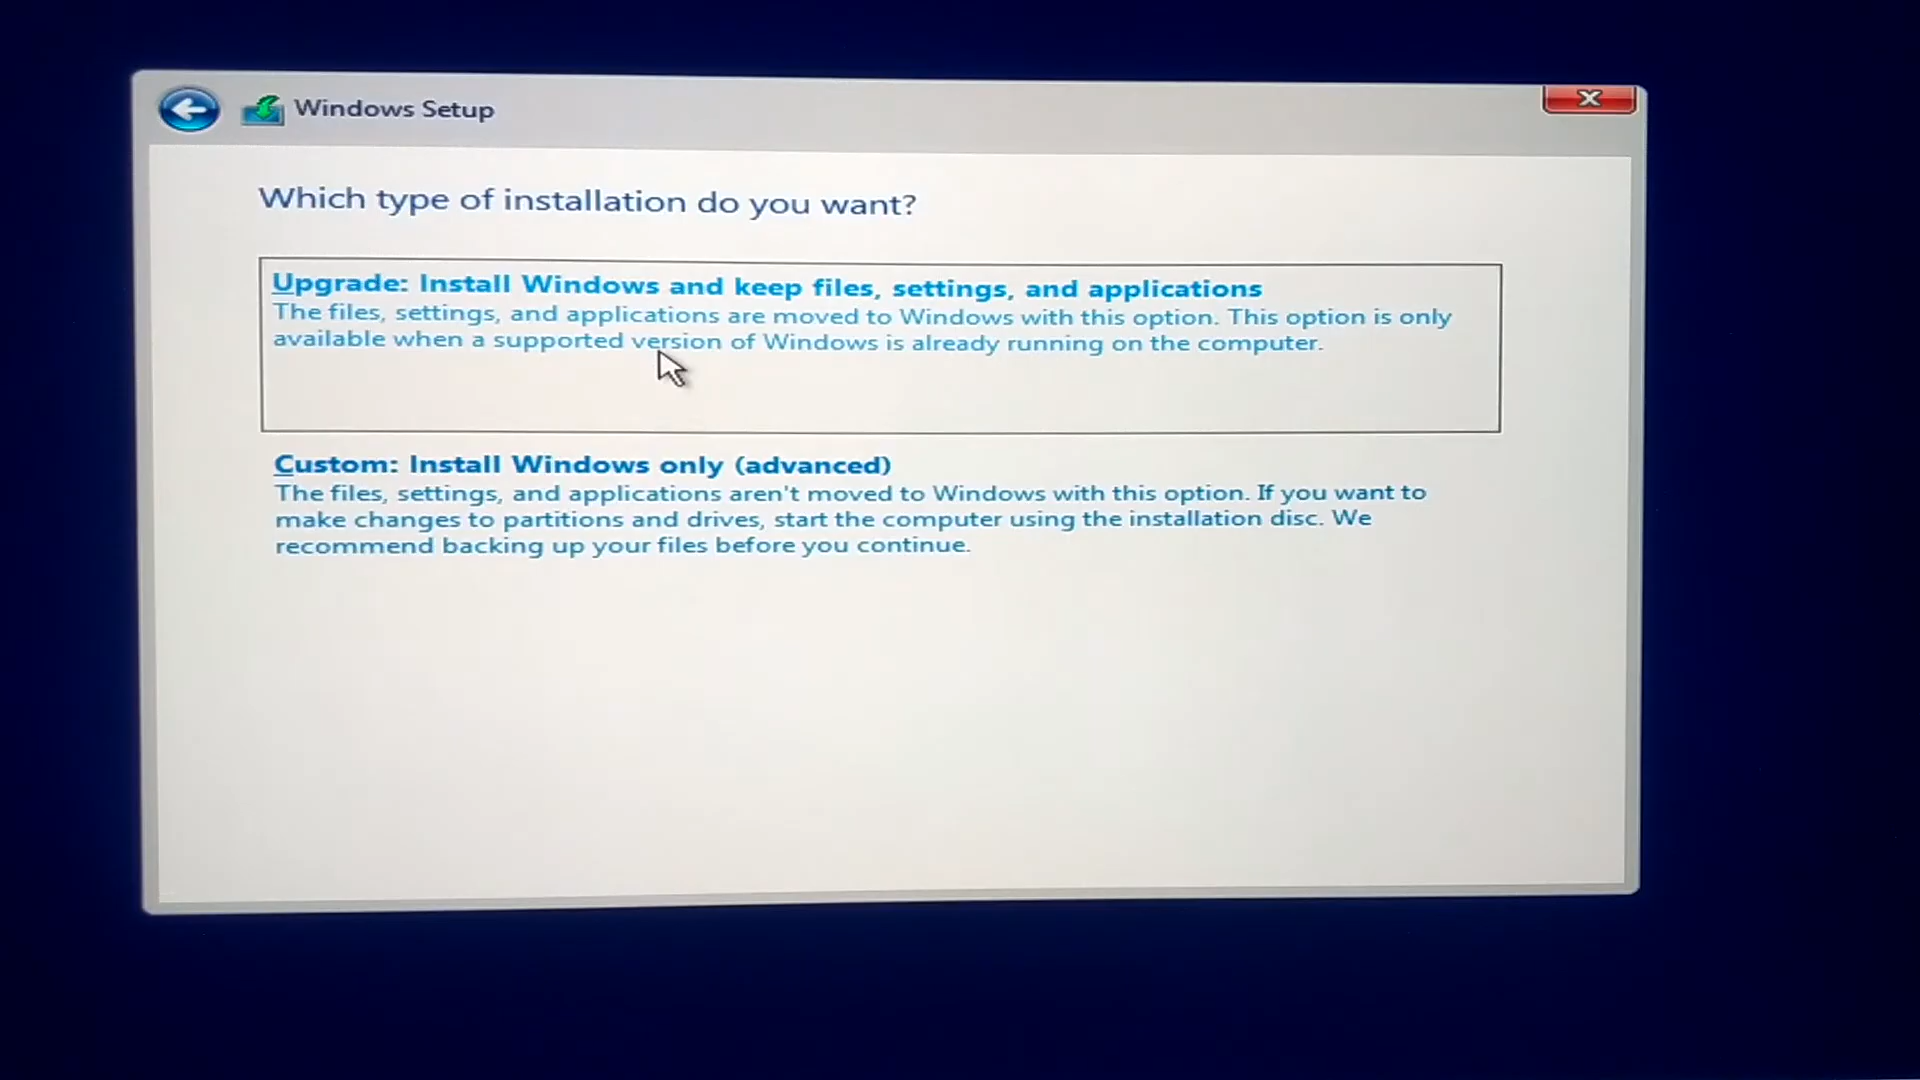 Windows Setup
Which type of installation do you want?
Upgrade: Install Windows and keep files, settings, and applications
The files, settings, and applications are moved to Windows with this option. This option is only
available when a supported version of Windows is already running on the computer.
Custom: Install Windows only (advanced)
The files, settings, and applications aren't moved to Windows with this option. If you want to
make changes to partitions and drives, start the computer using the installation disc. We
recommend backing up your files before you continue.